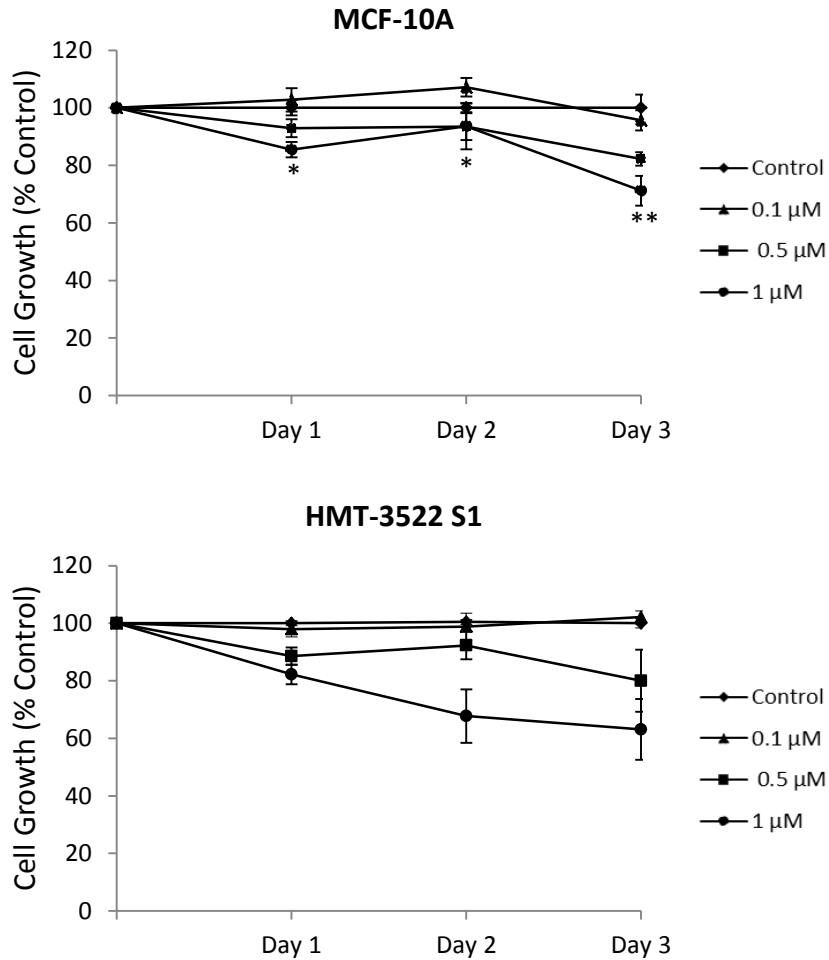 MCF-10A
Cell Growth (% Control)
120
100
80
60
40
20
0
*
*
**
Day 1
Day 2
Day 3
Control
0.1 µM
0.5 µM
1 µM
HMT-3522 S1
Cell Growth (% Control)
120
100
80
60
40
20
0
Day 1
Day 2
Day 3
Control
0.1 µM
0.5 µM
1 µM